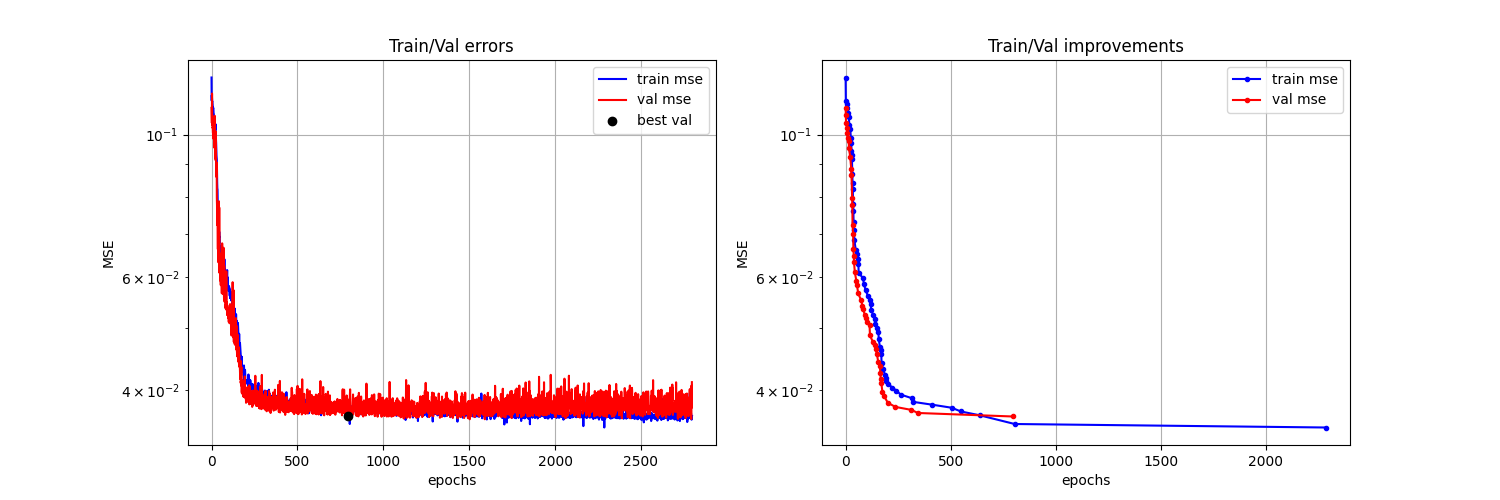 Train/Val errors
train mse
val mse
best val
MSE
10⁻¹
6 × 10⁻²
4 × 10⁻²
0 500 1000 1500 2000 2500
epochs
Train/Val improvements
train mse
val mse
MSE
10⁻¹
6 × 10⁻²
4 × 10⁻²
0 500 1000 1500 2000
epochs